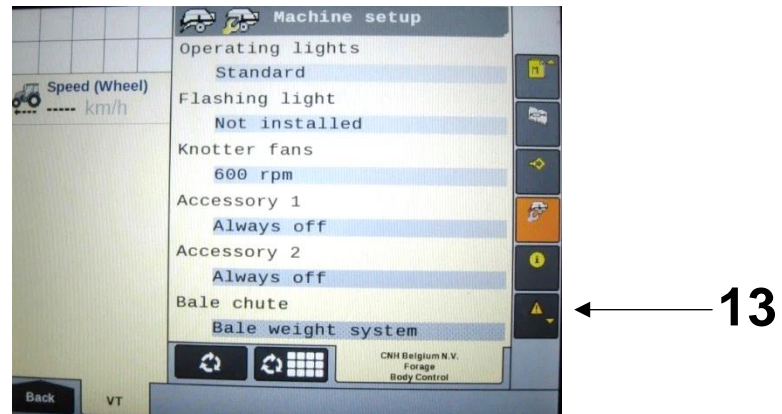 Machine setup
Operating lights
Standard
Speed (Wheel)
----- km/h
Flashing light
Not installed
Knotter fans
600 rpm
Accessory 1
Always off
Accessory 2
Always off
Bale chute
Bale weight system
13
CNH Belgium N.V.
Forage
Body Control
Back
VT